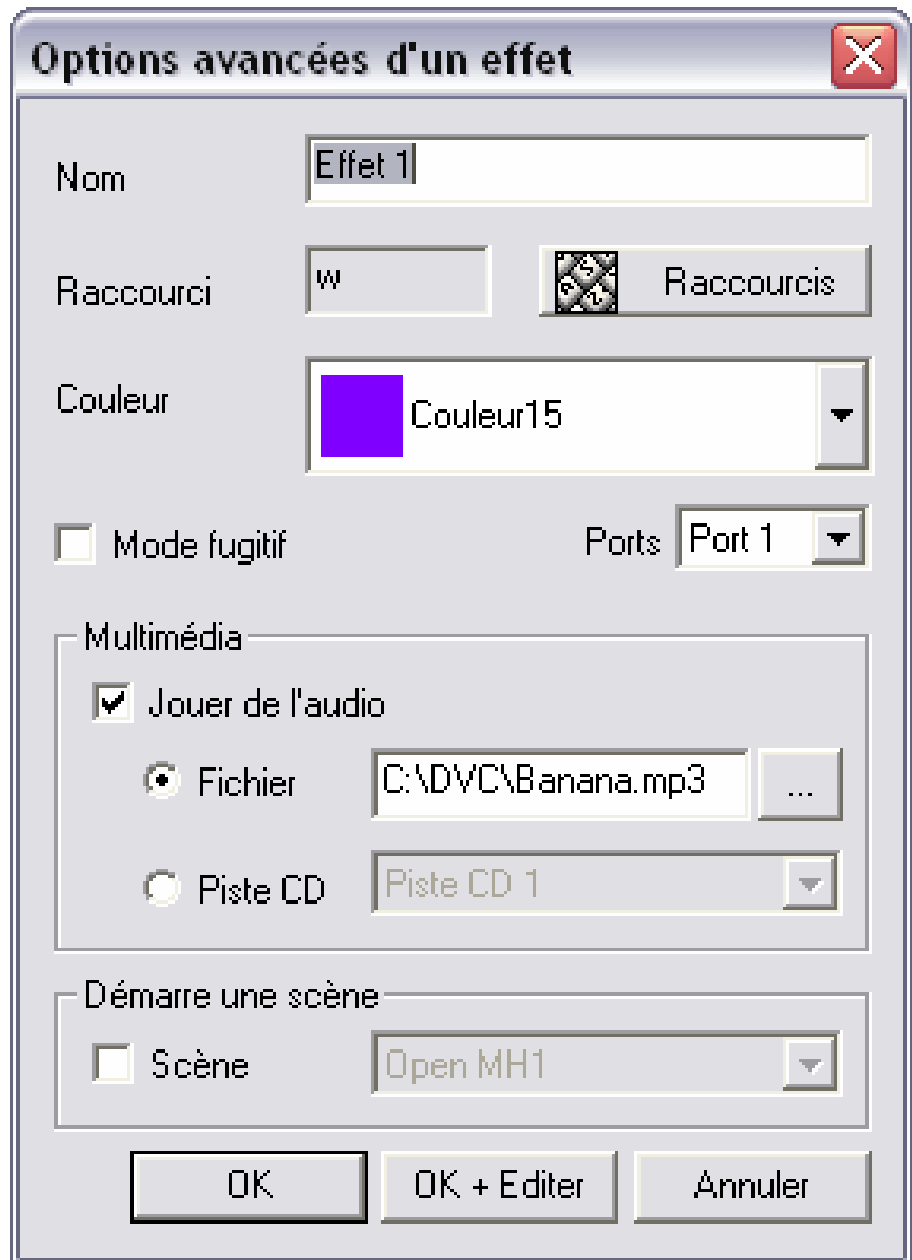 Options avancées d'un effet
Nom
Effet 1
Raccourci
w
Raccourcis
Couleur
Couleur15
Mode fugitif
Ports
Port 1
Multimédia
Jouer de l'audio
Fichier
C:\DVC\Banana.mp3
...
Piste CD
Piste CD 1
Démarre une scène
Scène
Open MH1
OK
OK + Editer
Annuler